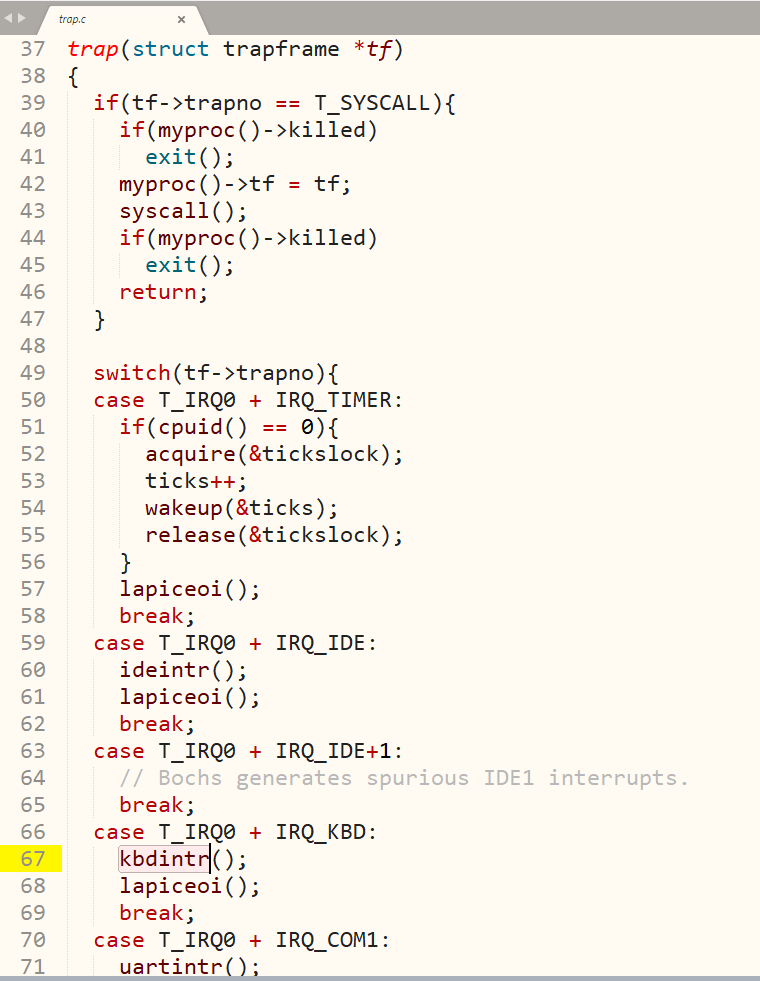 trap.c
37 trap(struct trapframe *tf)
38 {
39 if(tf->trapno == T_SYSCALL){
40 if(myproc()->killed)
41 exit();
42 myproc()->tf = tf;
43 syscall();
44 if(myproc()->killed)
45 exit();
46 return;
47 }
48
49 switch(tf->trapno){
50 case T_IRQ0 + IRQ_TIMER:
51 if(cpuid() == 0){
52 acquire(&tickslock);
53 ticks++;
54 wakeup(&ticks);
55 release(&tickslock);
56 }
57 lapiceoi();
58 break;
59 case T_IRQ0 + IRQ_IDE:
60 ideintr();
61 lapiceoi();
62 break;
63 case T_IRQ0 + IRQ_IDE+1:
64 // Bochs generates spurious IDE1 interrupts.
65 break;
66 case T_IRQ0 + IRQ_KBD:
67 kbdintr();
68 lapiceoi();
69 break;
70 case T_IRQ0 + IRQ_COM1:
71 uartintr();